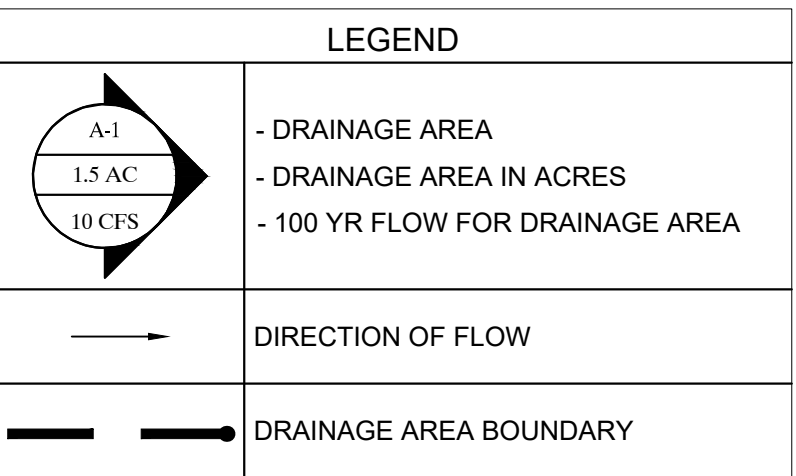 LEGEND
A-1
1.5 AC
10 CFS
- DRAINAGE AREA
- DRAINAGE AREA IN ACRES
- 100 YR FLOW FOR DRAINAGE AREA
DIRECTION OF FLOW
DRAINAGE AREA BOUNDARY